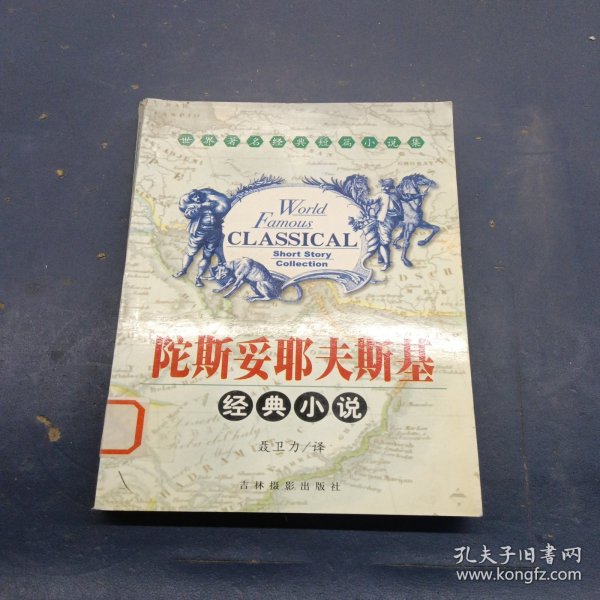 世界著名经典短篇小说集
World
Famous
CLASSICAL
Short Story
Collection
陀斯妥耶夫斯基
经典小说
聂卫力/译
吉林摄影出版社
孔夫子旧书网
www.kongfz.com